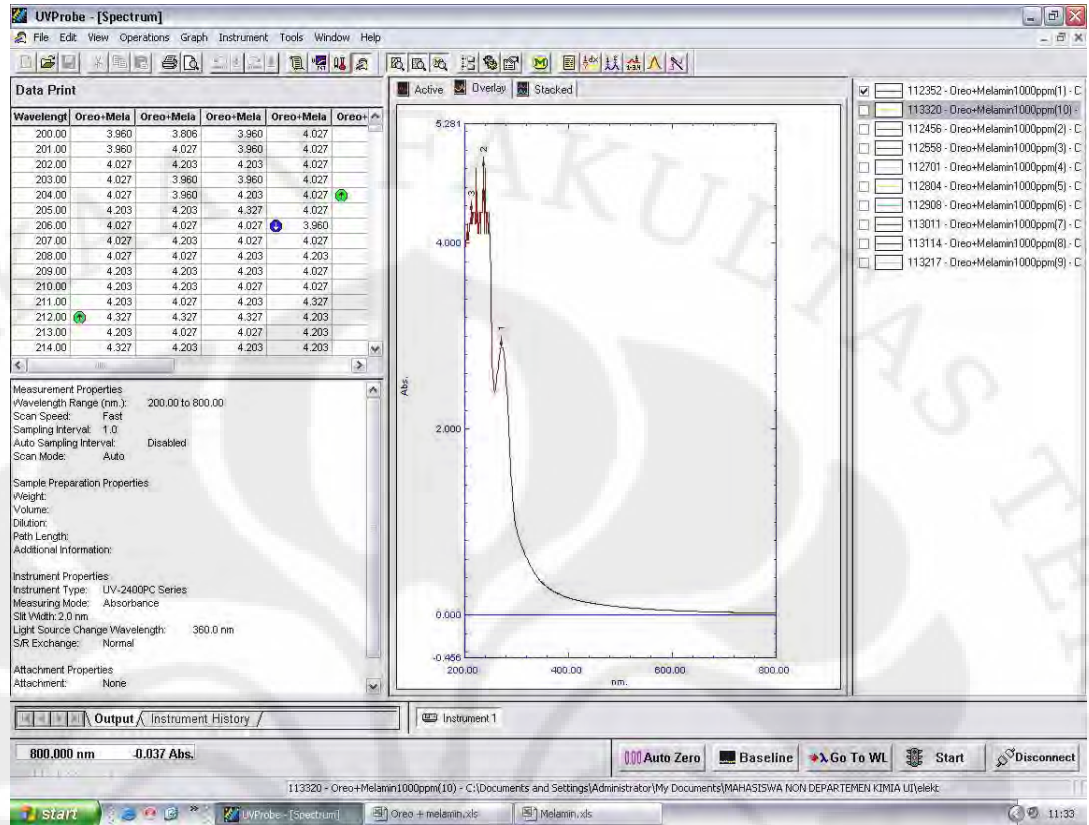 UVProbe - [Spectrum]
File Edit View Operations Graph Instrument Tools Window Help
Data Print
Wavelengt Oreo+Mela Oreo+Mela Oreo+Mela Oreo+Mela Oreo+
200.00 3.960 3.806 3.960 4.027
201.00 3.960 4.027 3.960 4.027
202.00 4.027 4.203 4.027 4.027
203.00 4.027 3.960 3.960 4.027
204.00 4.027 3.960 4.203 4.027
205.00 4.203 4.203 4.327 4.027
206.00 4.027 4.027 4.027 3.960
207.00 4.027 4.203 4.027 4.027
208.00 4.027 4.027 4.203 4.027
209.00 4.203 4.203 4.203 4.027
210.00 4.203 4.027 4.203 4.027
211.00 4.203 4.027 4.203 4.327
212.00 4.327 4.327 4.327 4.203
213.00 4.203 4.027 4.027 4.203
214.00 4.327 4.203 4.203 4.203
Measurement Properties
Wavelength Range (nm.): 200.00 to 800.00
Scan Speed: Fast
Sampling Interval: 1.0
Auto Sampling Interval: Disabled
Scan Mode: Auto
Sample Preparation Properties
Weight:
Volume:
Dilution:
Path Length:
Additional Information:
Instrument Properties
Instrument Type: UV-2400PC Series
Measuring Mode: Absorbance
Slit Width: 2.0 nm
Light Source Change Wavelength: 360.0 nm
S/R Exchange: Normal
Attachment Properties
Attachment: None
Output Instrument History
Active Overlay Stacked
5.281
4.000
2.000
0.000
-0.456
Abs.
3
2
1
200.00 400.00 600.00 800.00
nm.
Instrument 1
112352 - Oreo+Melamin1000ppm(1) - C
113320 - Oreo+Melamin1000ppm(10) -
112456 - Oreo+Melamin1000ppm(2) - C
112558 - Oreo+Melamin1000ppm(3) - C
112701 - Oreo+Melamin1000ppm(4) - C
112804 - Oreo+Melamin1000ppm(5) - C
112908 - Oreo+Melamin1000ppm(6) - C
113011 - Oreo+Melamin1000ppm(7) - C
113114 - Oreo+Melamin1000ppm(8) - C
113217 - Oreo+Melamin1000ppm(9) - C
800.000 nm -0.037 Abs.
Auto Zero Baseline Go To WL Start Disconnect
113320 - Oreo+Melamin1000ppm(10) - C:\Documents and Settings\Administrator\My Documents\MAHASISWA NON DEPARTEMEN KIMIA UI\elekt
start UVProbe - [Spectrum] Oreo + melamin.xls Melamin.xls 11:33
FAKULTAS TE